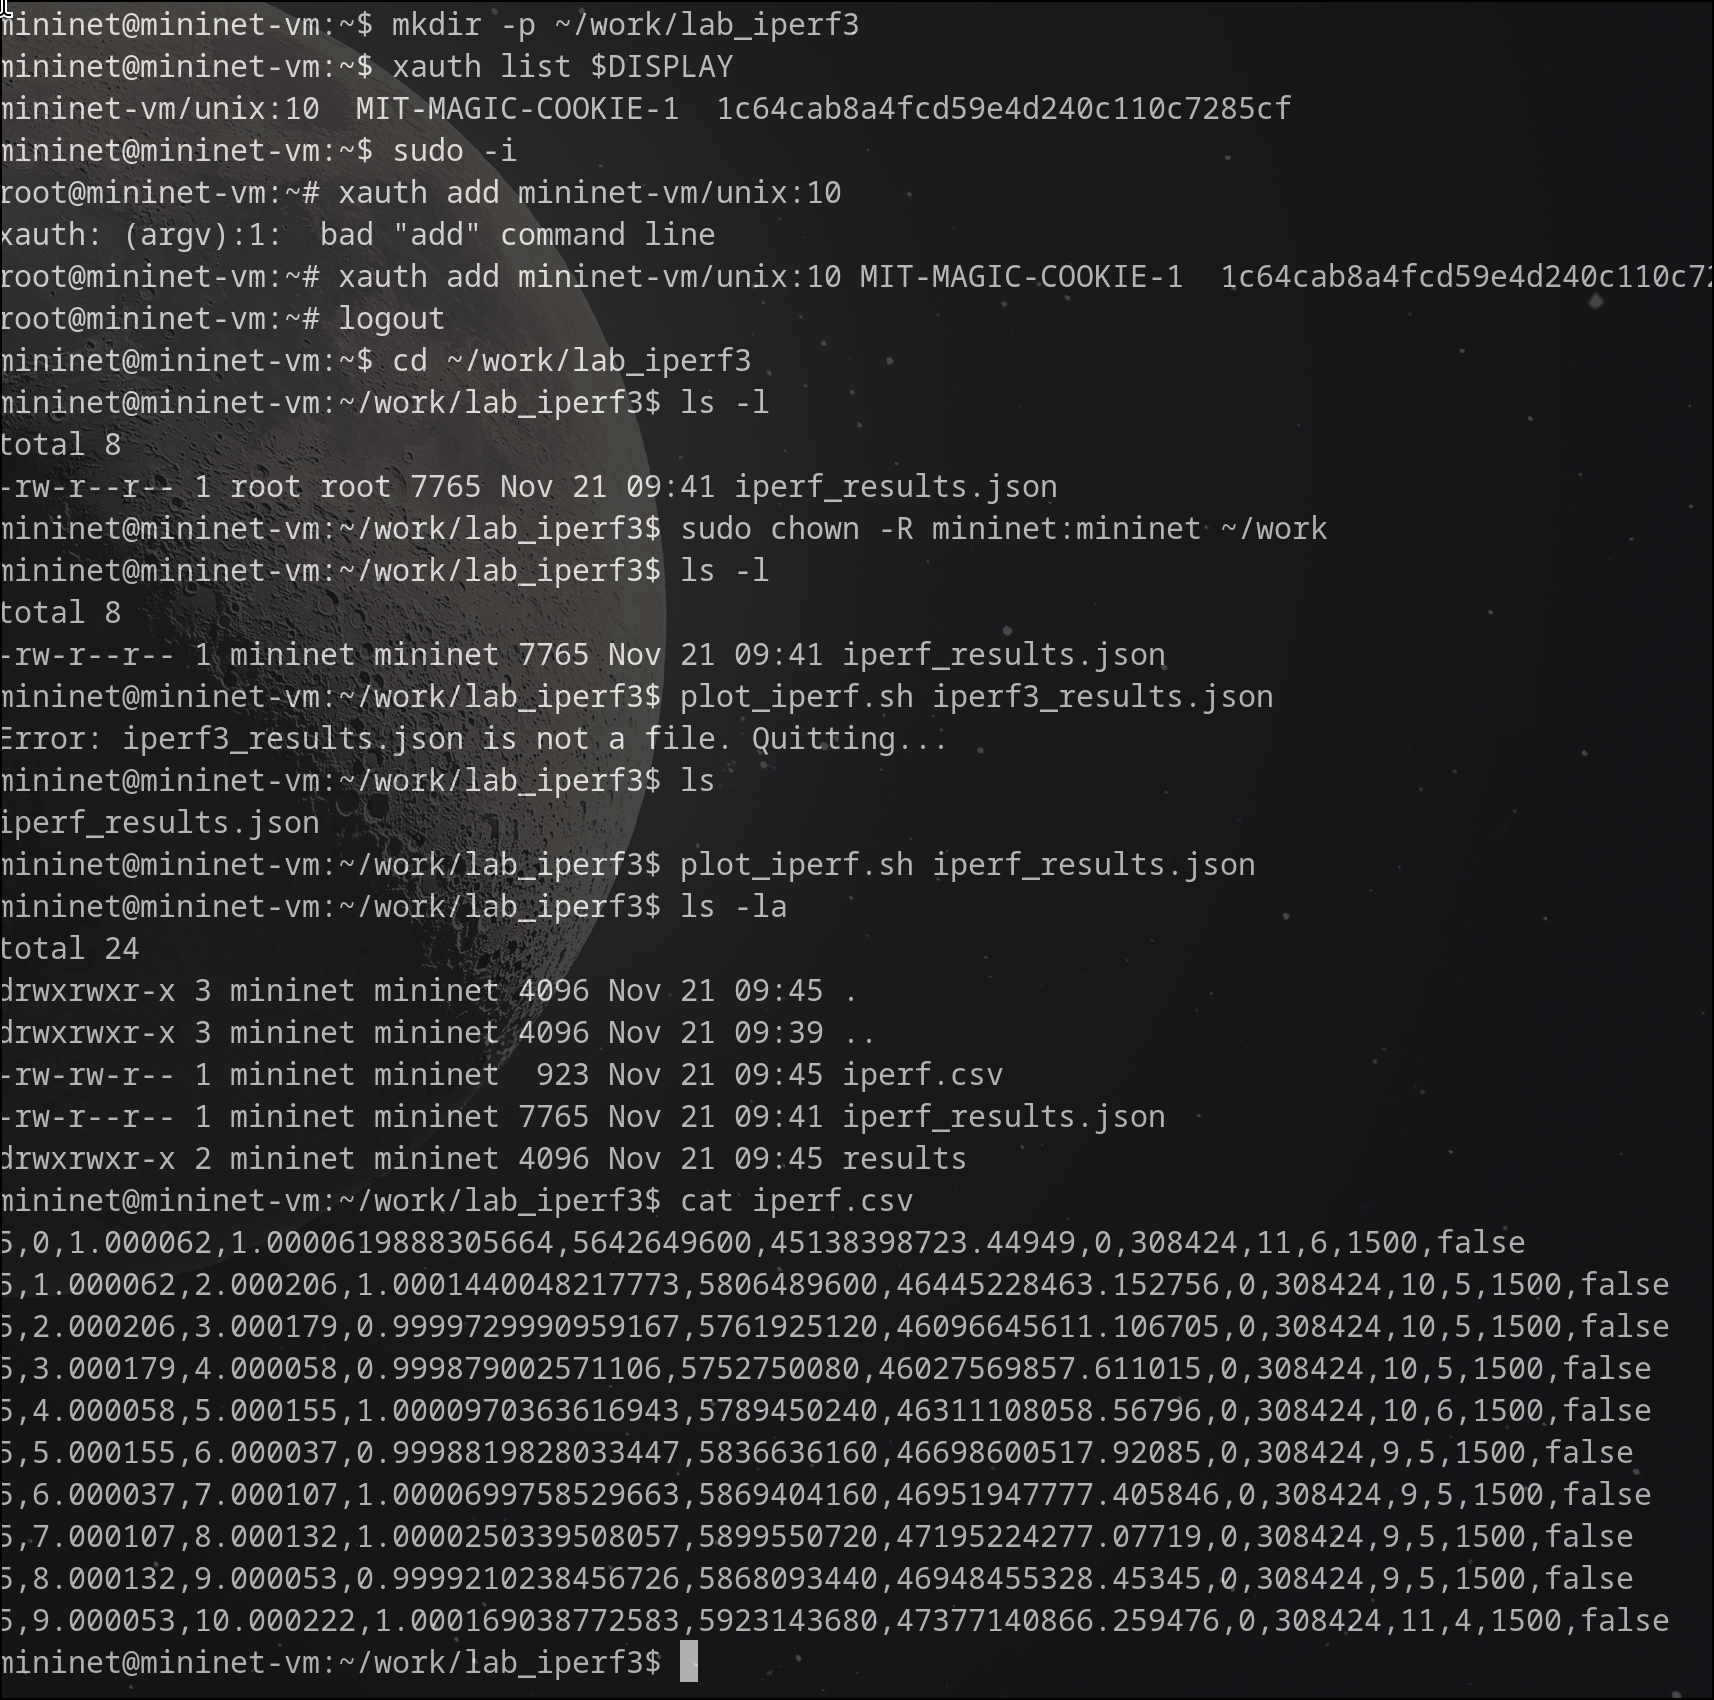 mininet@mininet-vm:~$ mkdir -p ~/work/lab_iperf3
mininet@mininet-vm:~$ xauth list $DISPLAY
mininet-vm/unix:10  MIT-MAGIC-COOKIE-1  1c64cab8a4fcd59e4d240c110c7285cf
mininet@mininet-vm:~$ sudo -i
root@mininet-vm:~# xauth add mininet-vm/unix:10
xauth: (argv):1:  bad "add" command line
root@mininet-vm:~# xauth add mininet-vm/unix:10 MIT-MAGIC-COOKIE-1  1c64cab8a4fcd59e4d240c110c72
root@mininet-vm:~# logout
mininet@mininet-vm:~$ cd ~/work/lab_iperf3
mininet@mininet-vm:~/work/lab_iperf3$ ls -l
total 8
-rw-r--r-- 1 root root 7765 Nov 21 09:41 iperf_results.json
mininet@mininet-vm:~/work/lab_iperf3$ sudo chown -R mininet:mininet ~/work
mininet@mininet-vm:~/work/lab_iperf3$ ls -l
total 8
-rw-r--r-- 1 mininet mininet 7765 Nov 21 09:41 iperf_results.json
mininet@mininet-vm:~/work/lab_iperf3$ plot_iperf.sh iperf3_results.json
Error: iperf3_results.json is not a file. Quitting...
mininet@mininet-vm:~/work/lab_iperf3$ ls
iperf_results.json
mininet@mininet-vm:~/work/lab_iperf3$ plot_iperf.sh iperf_results.json
mininet@mininet-vm:~/work/lab_iperf3$ ls -la
total 24
drwxrwxr-x 3 mininet mininet 4096 Nov 21 09:45 .
drwxrwxr-x 3 mininet mininet 4096 Nov 21 09:39 ..
-rw-rw-r-- 1 mininet mininet  923 Nov 21 09:45 iperf.csv
-rw-r--r-- 1 mininet mininet 7765 Nov 21 09:41 iperf_results.json
drwxrwxr-x 2 mininet mininet 4096 Nov 21 09:45 results
mininet@mininet-vm:~/work/lab_iperf3$ cat iperf.csv
5,0,1.000062,1.0000619888305664,5642649600,45138398723.44949,0,308424,11,6,1500,false
5,1.000062,2.000206,1.0001440048217773,5806489600,46445228463.152756,0,308424,10,5,1500,false
5,2.000206,3.000179,0.9999729990959167,5761925120,46096645611.106705,0,308424,10,5,1500,false
5,3.000179,4.000058,0.999879002571106,5752750080,46027569857.611015,0,308424,10,5,1500,false
5,4.000058,5.000155,1.0000970363616943,5789450240,46311108058.56796,0,308424,10,6,1500,false
5,5.000155,6.000037,0.9998819828033447,5836636160,46698600517.92085,0,308424,9,5,1500,false
5,6.000037,7.000107,1.0000699758529663,5869404160,46951947777.405846,0,308424,9,5,1500,false
5,7.000107,8.000132,1.0000250339508057,5899550720,47195224277.07719,0,308424,9,5,1500,false
5,8.000132,9.000053,0.9999210238456726,5868093440,46948455328.45345,0,308424,9,5,1500,false
5,9.000053,10.000222,1.000169038772583,5923143680,47377140866.259476,0,308424,11,4,1500,false
mininet@mininet-vm:~/work/lab_iperf3$